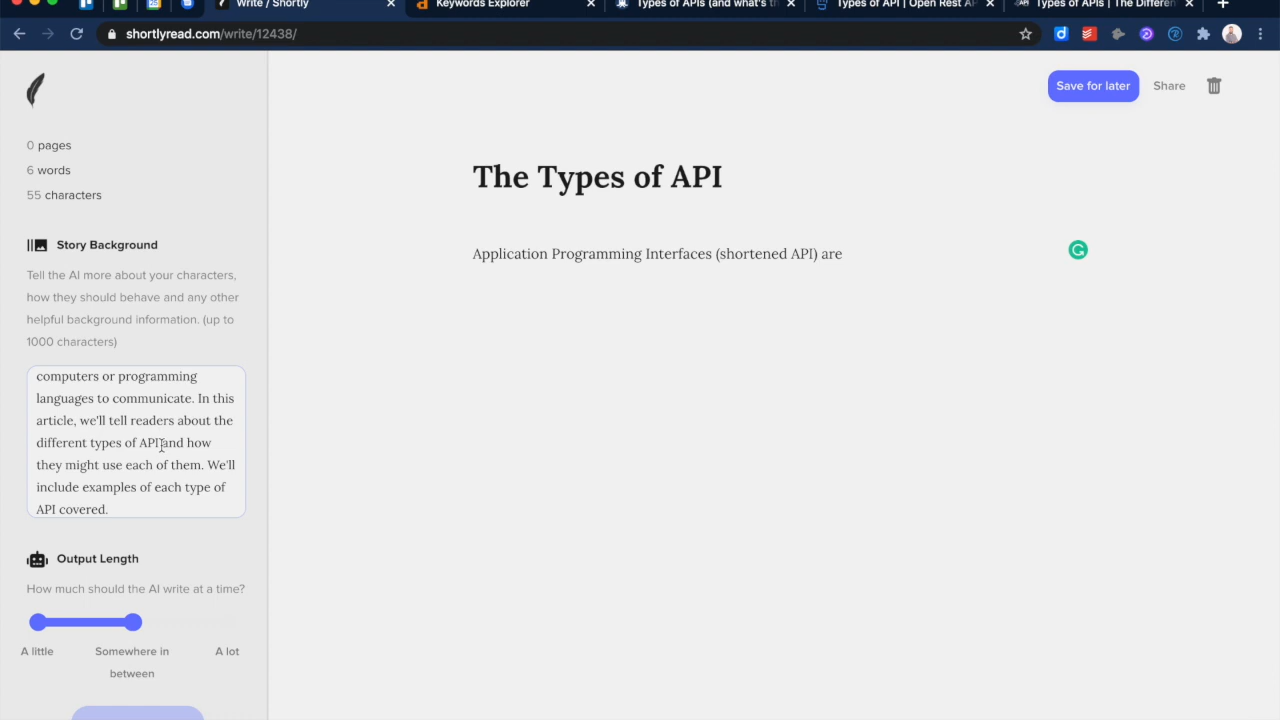 Write / Shortly
Keywords Explorer
Types of APIs (and what's th
Types of API | Open Rest AP
Types of APIs | The Differen
shortlyread.com/write/12438/
Save for later
Share
0 pages
6 words
55 characters
The Types of API
Application Programming Interfaces (shortened API) are
Story Background
Tell the AI more about your characters,
how they should behave and any other
helpful background information. (up to
1000 characters)
computers or programming
languages to communicate. In this
article, we'll tell readers about the
different types of API and how
they might use each of them. We'll
include examples of each type of
API covered.
Output Length
How much should the AI write at a time?
A little
Somewhere in
between
A lot